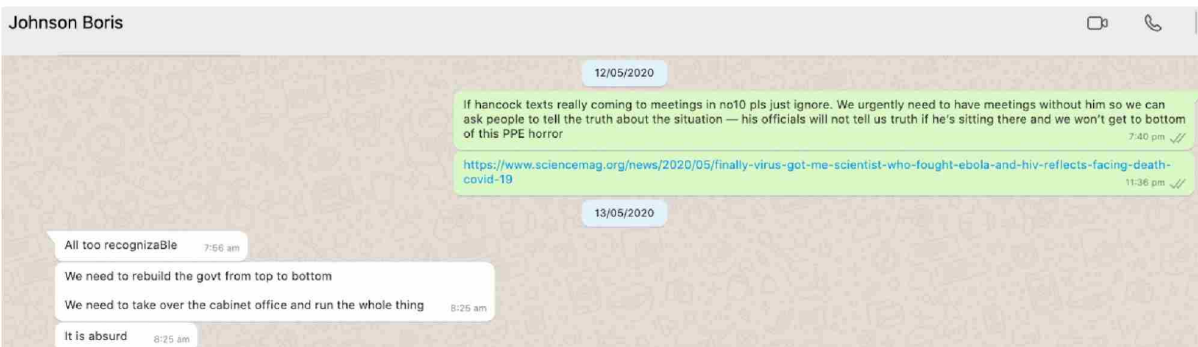 Johnson Boris
12/05/2020
If hancock texts really coming to meetings in no10 pls just ignore. We urgently need to have meetings without him so we can
ask people to tell the truth about the situation — his officials will not tell us truth if he's sitting there and we won't get to bottom
of this PPE horror
7:40 pm
https://www.sciencemag.org/news/2020/05/finally-virus-got-me-scientist-who-fought-ebola-and-hiv-reflects-facing-death-
covid-19
11:36 pm
13/05/2020
All too recognizaBle 7:56 am
We need to rebuild the govt from top to bottom
We need to take over the cabinet office and run the whole thing 8:25 am
It is absurd 8:25 am